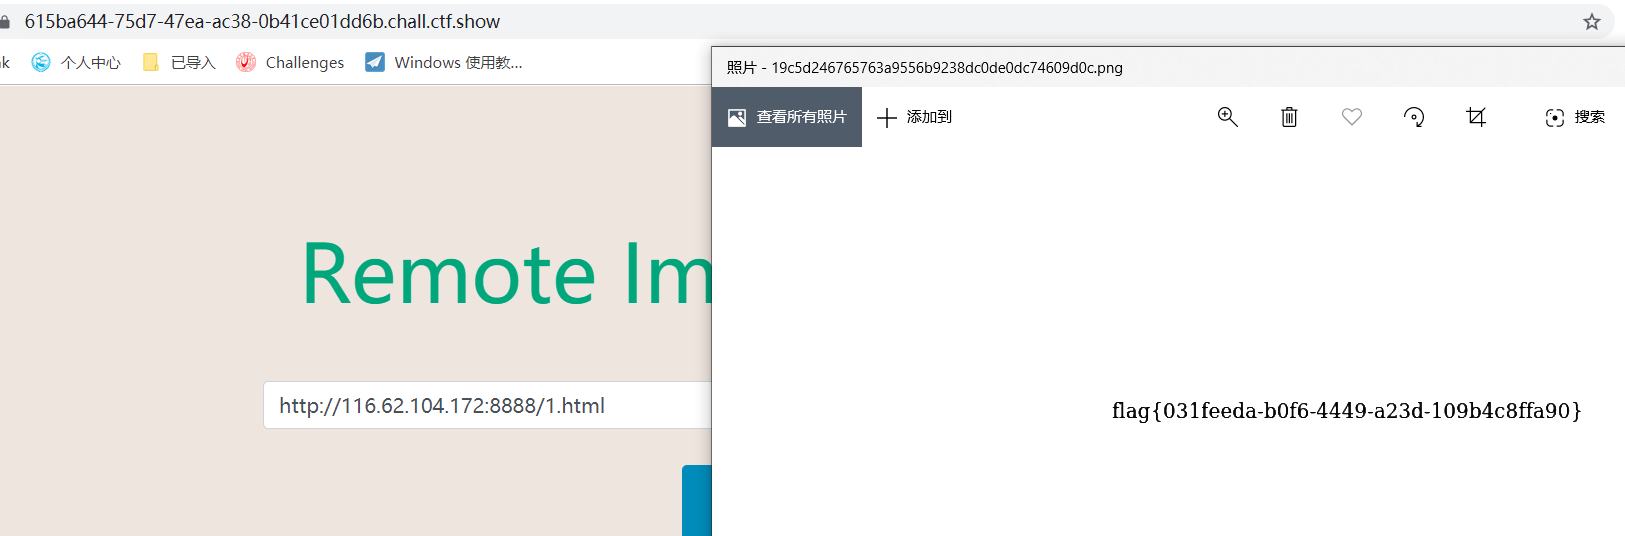 615ba644-75d7-47ea-ac38-0b41ce01dd6b.chall.ctf.show
k 个人中心 已导入 Challenges Windows 使用教...
照片 - 19c5d246765763a9556b9238dc0de0dc74609d0c.png
查看所有照片 添加到 搜索
Remote Im
http://116.62.104.172:8888/1.html
flag{031feeda-b0f6-4449-a23d-109b4c8ffa90}